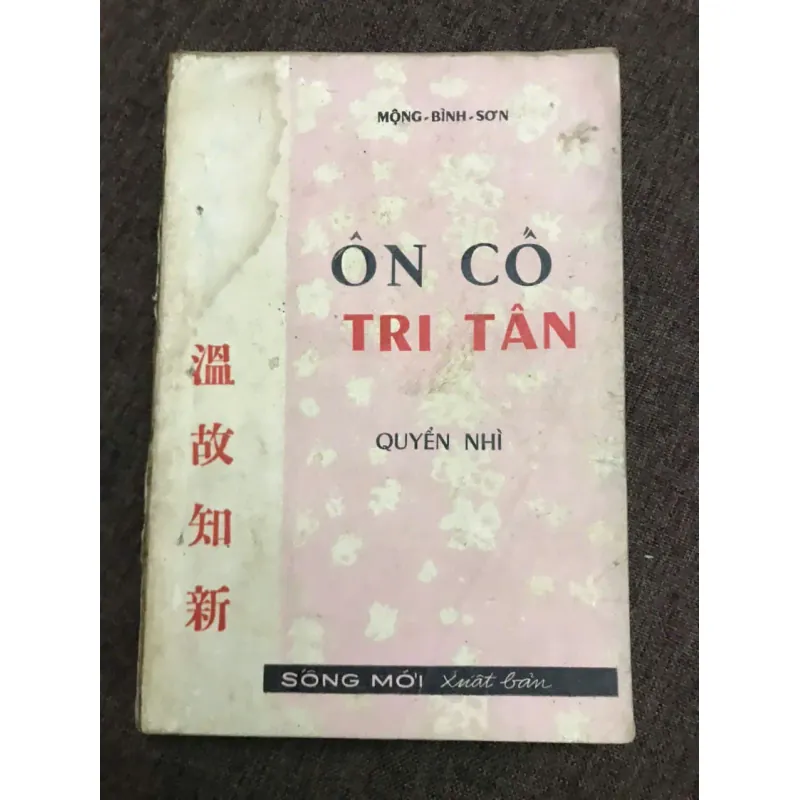 MỘNG-BÌNH-SƠN
ÔN CỐ
TRI TÂN
QUYỂN NHÌ
溫故知新
SỐNG MỚI xuất bản